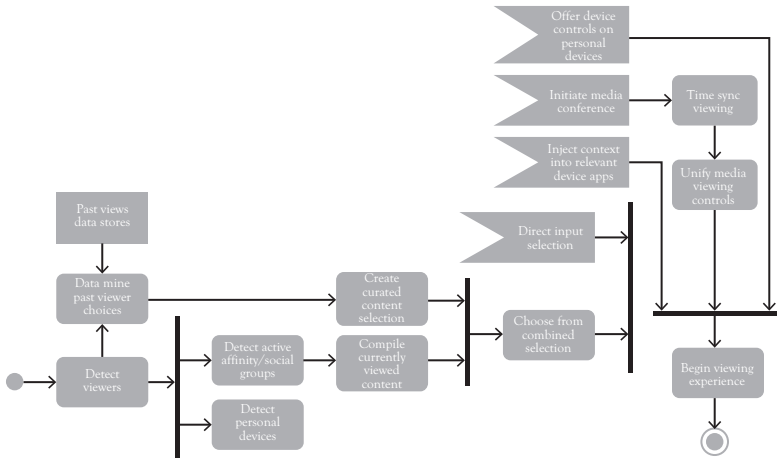 Offer device
controls on
personal
devices
Initiate media
conference
Time sync
viewing
Inject context
into relevant
device apps
Unify media
viewing
controls
Past views
data stores
Direct input
selection
Data mine
past viewer
choices
Create
curated
content
selection
Choose from
combined
selection
Detect active
affinity/social
groups
Compile
currently
viewed
content
Detect
viewers
Begin viewing
experience
Detect
personal
devices